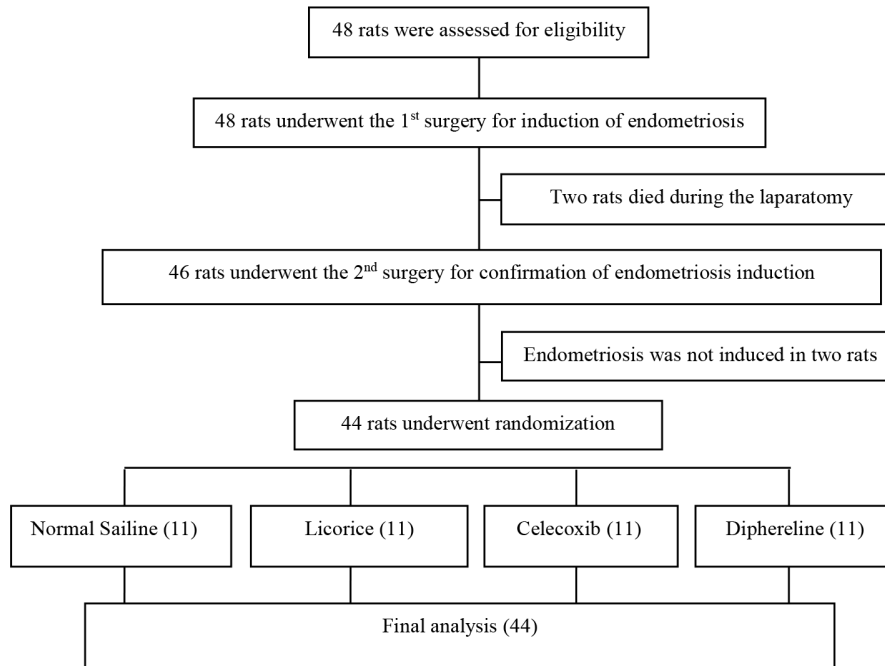 48 rats were assessed for eligibility
48 rats underwent the 1st surgery for induction of endometriosis
Two rats died during the laparatomy
46 rats underwent the 2nd surgery for confirmation of endometriosis induction
Endometriosis was not induced in two rats
44 rats underwent randomization
Normal Sailine (11)
Licorice (11)
Celecoxib (11)
Diphereline (11)
Final analysis (44)